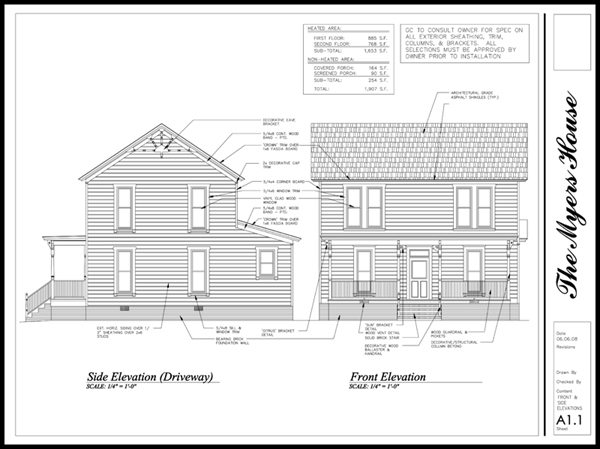 HEATED AREA:
FIRST FLOOR: 885 S.F.
SECOND FLOOR: 768 S.F.
SUB-TOTAL: 1,653 S.F.
NON-HEATED AREA:
COVERED PORCH: 164 S.F.
SCREENED PORCH: 90 S.F.
SUB-TOTAL: 254 S.F.
TOTAL: 1,907 S.F.
GC TO CONSULT OWNER FOR SPEC ON
ALL EXTERIOR SHEATHING, TRIM,
COLUMNS, & BRACKETS. ALL
SELECTIONS MUST BE APPROVED BY
OWNER PRIOR TO INSTALLATION
ARCHITECTURAL GRADE
ASPHALT SHINGLES (TYP.)
DECORATIVE EAVE
BRACKET
5/4x8 CONT. WOOD
BAND - PTD.
"CROWN" TRIM OVER
1x6 FASCIA BOARD
2x DECORATIVE CAP
TRIM
5/4x4 CORNER BOARD
5/4x6 WINDOW TRIM
VINYL CLAD WOOD
WINDOW
5/4x8 CONT. WOOD
BAND - PTD.
"CROWN" TRIM OVER
1x6 FASCIA BOARD
EXT. HORIZ. SIDING OVER 1/
2" SHEATHING OVER 2x6
STUDS
5/4x6 SILL &
WINDOW TRIM
BEARING BRICK
FOUNDATION WALL
"CITRUS" BRACKET
DETAIL
"SUN" BRACKET
DETAIL
WOOD VENT DETAIL
SOLID BRICK STAIR
DECORATIVE WOOD
BALLASTER &
HANDRAIL
WOOD GUARDRAIL &
PICKETS
DECORATIVE/STRUCTURAL
COLUMN BEYOND
Side Elevation (Driveway)
SCALE: 1/4" = 1'-0"
Front Elevation
SCALE: 1/4" = 1'-0"
The Myers House
Date
06.06.08
Revisions
Drawn By
Checked By
Content
FRONT &
SIDE
ELEVATIONS
A1.1
Sheet